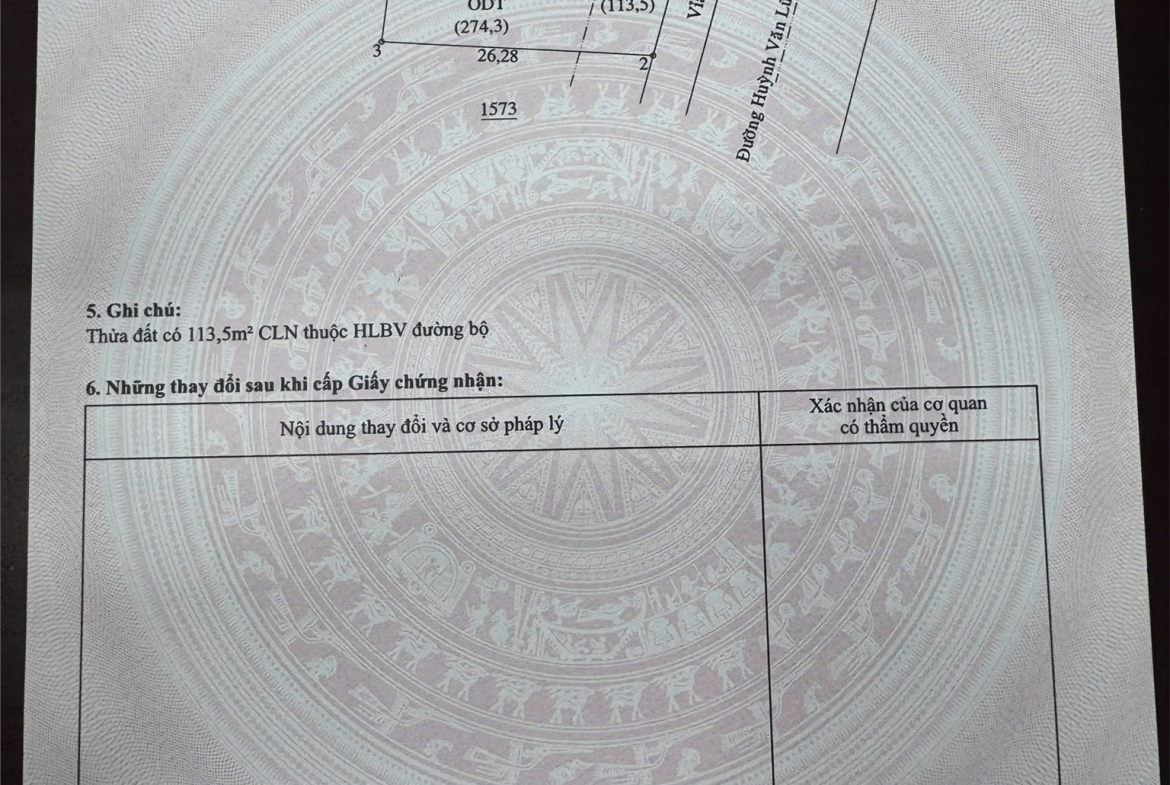 ODT
(113,5)
(274,3)
3
26,28
2
1573
Đường Huỳnh Văn Lũ
5. Ghi chú:
Thửa đất có 113,5m² CLN thuộc HLBV đường bộ
6. Những thay đổi sau khi cấp Giấy chứng nhận:
Nội dung thay đổi và cơ sở pháp lý
Xác nhận của cơ quan
có thẩm quyền